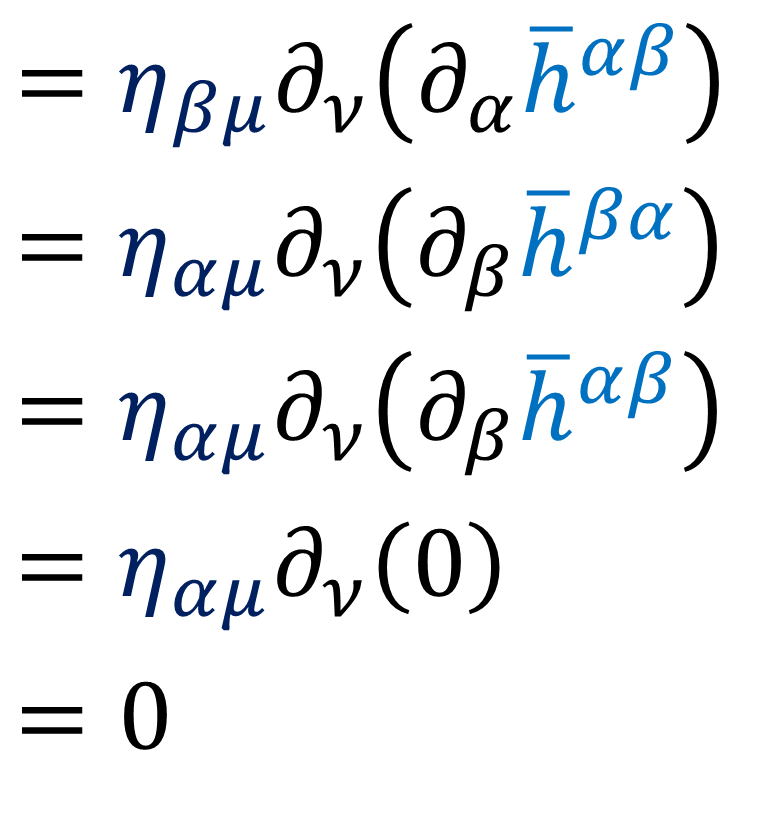 = η_{βμ}∂_ν(∂_α h̄^{αβ})
= η_{αμ}∂_ν(∂_β h̄^{βα})
= η_{αμ}∂_ν(∂_β h̄^{αβ})
= η_{αμ}∂_ν(0)
= 0